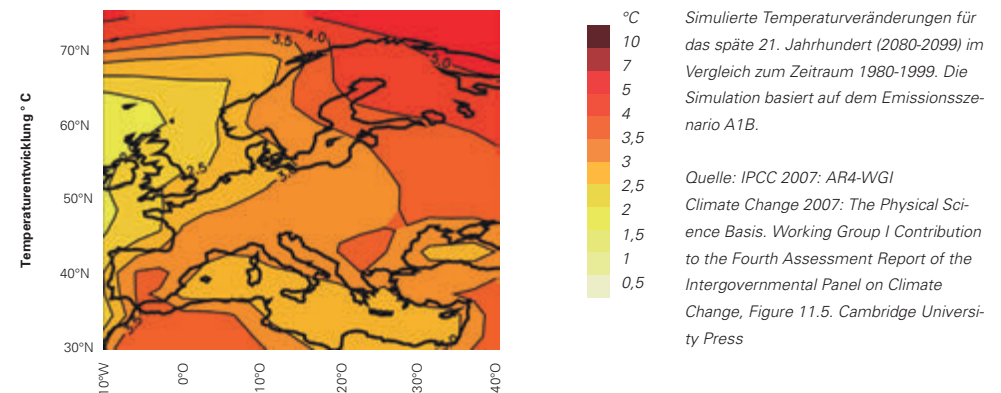 Temperaturentwicklung ° C
70°N
60°N
50°N
40°N
30°N
10°W
0°O
10°O
20°O
30°O
40°O
3.5
4.0
5.0
2.5
3.5
°C
10
7
5
4
3,5
3
2,5
2
1,5
1
0,5
Simulierte Temperaturveränderungen für
das späte 21. Jahrhundert (2080-2099) im
Vergleich zum Zeitraum 1980-1999. Die
Simulation basiert auf dem Emissionssze-
nario A1B.
Quelle: IPCC 2007: AR4-WGI
Climate Change 2007: The Physical Sci-
ence Basis. Working Group I Contribution
to the Fourth Assessment Report of the
Intergovernmental Panel on Climate
Change, Figure 11.5. Cambridge Universi-
ty Press